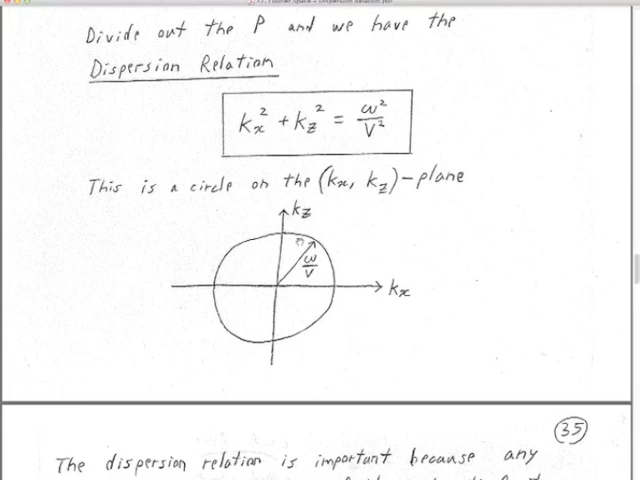 Divide out the P and we have the
Dispersion Relation
kx² + kz² = ω²/V²
This is a circle on the (kx, kz)-plane
kz
ω/V
kx
35
The dispersion relation is important because any